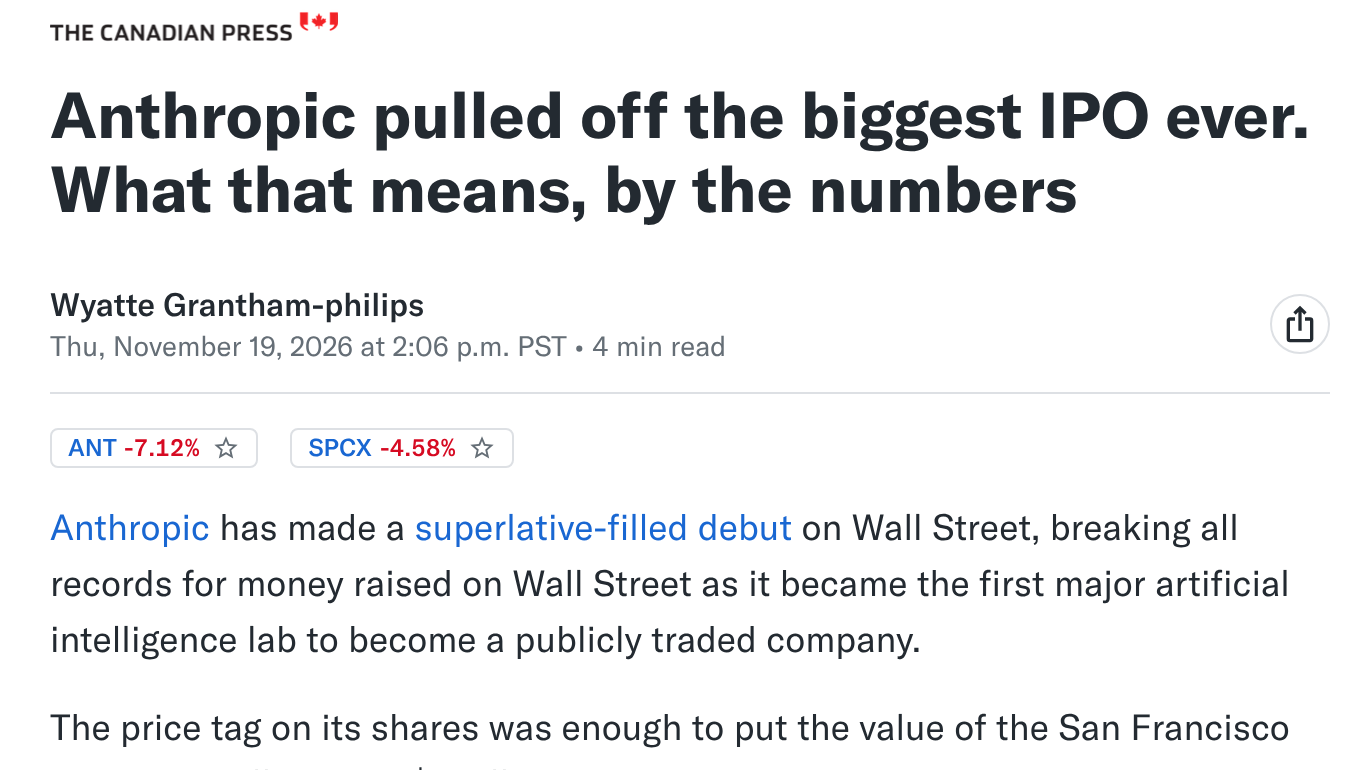 THE CANADIAN PRESS
Anthropic pulled off the biggest IPO ever.
What that means, by the numbers
Wyatte Grantham-philips
Thu, November 19, 2026 at 2:06 p.m. PST • 4 min read
ANT -7.12% ☆ SPCX -4.58% ☆
Anthropic has made a superlative-filled debut on Wall Street, breaking all
records for money raised on Wall Street as it became the first major artificial
intelligence lab to become a publicly traded company.
The price tag on its shares was enough to put the value of the San Francisco